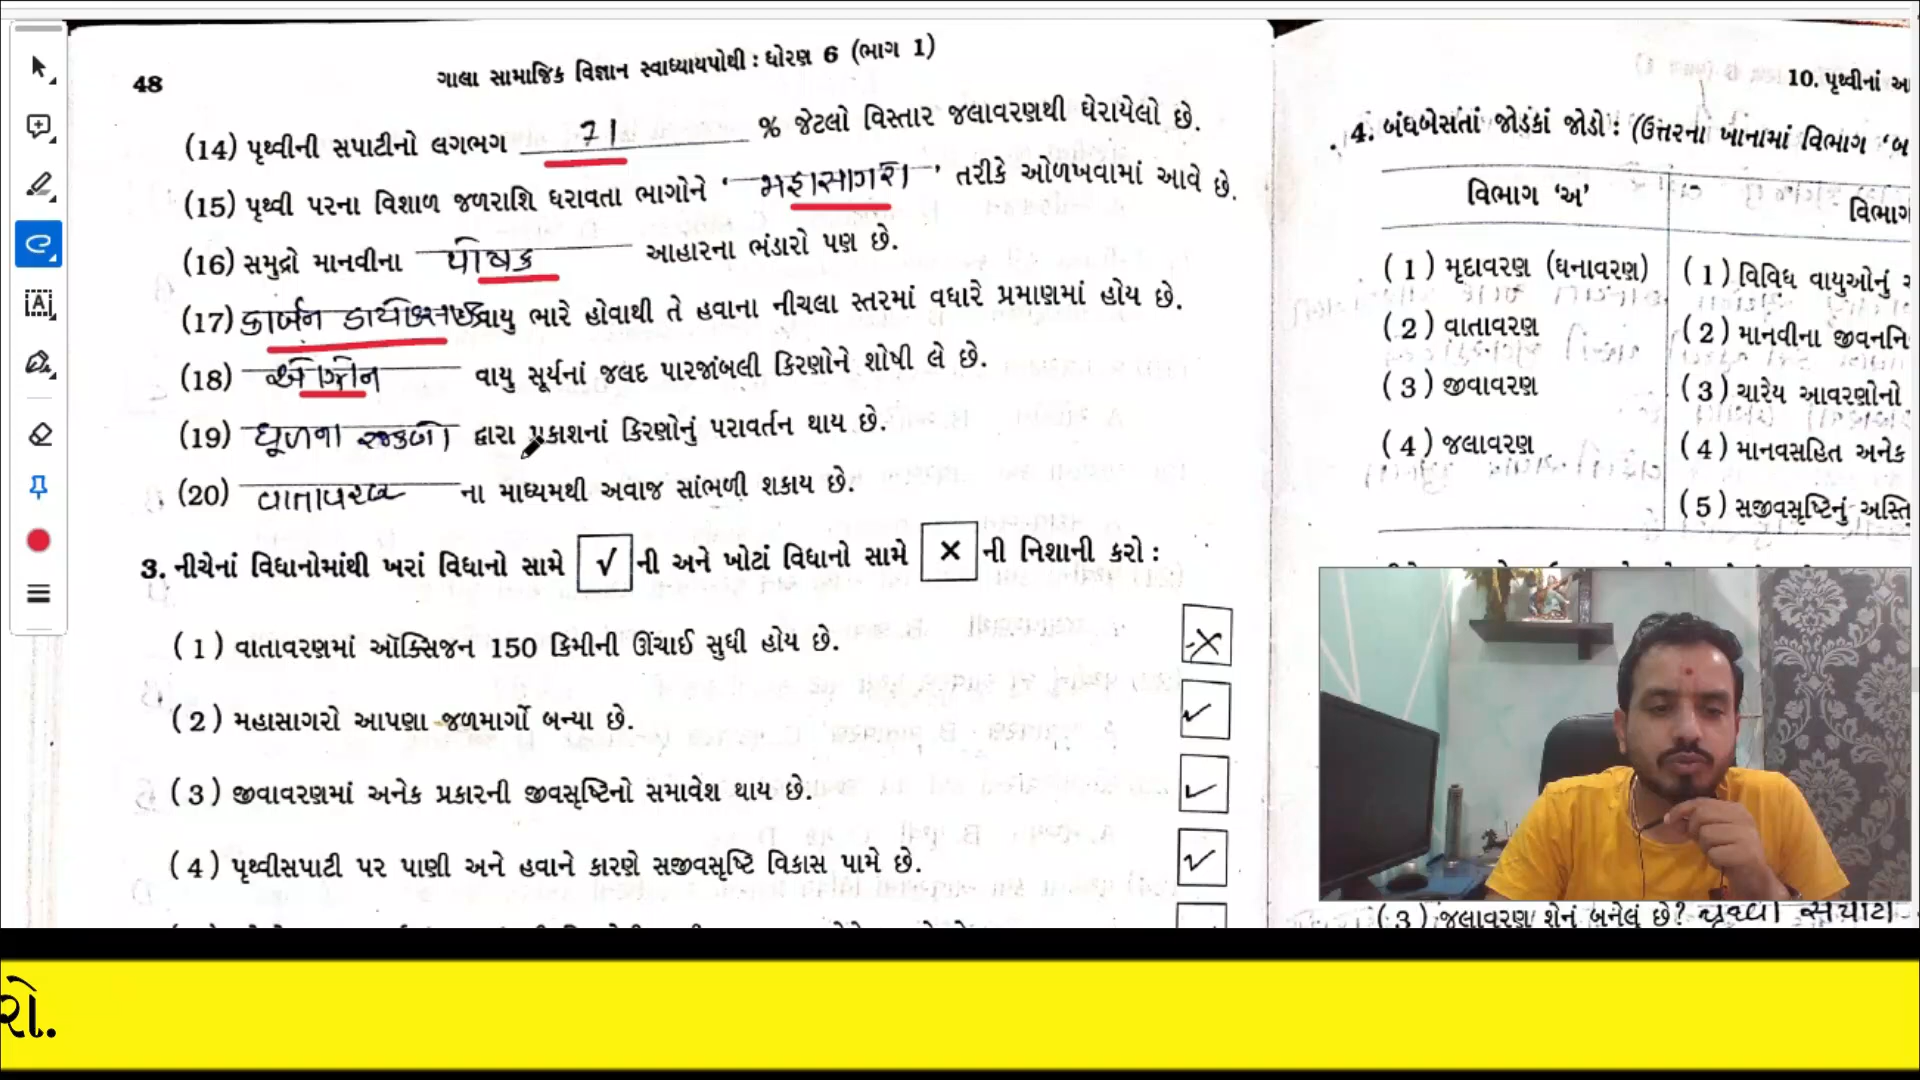 48
ગાલા સામાજિક વિજ્ઞાન સ્વાધ્યાયપોથી : ધોરણ 6 (ભાગ 1)
(14) પૃથ્વીની સપાટીનો લગભગ 71 % જેટલો વિસ્તાર જલાવરણથી ઘેરાયેલો છે.
(15) પૃથ્વી પરના વિશાળ જળરાશિ ધરાવતા ભાગોને ‘મહાસાગરો’ તરીકે ઓળખવામાં આવે છે.
(16) સમુદ્રો માનવીના પોષક આહારના ભંડારો પણ છે.
(17) કાર્બન ડાયૉક્સાઈડ વાયુ ભારે હોવાથી તે હવાના નીચલા સ્તરમાં વધારે પ્રમાણમાં હોય છે.
(18) ઓઝોન વાયુ સૂર્યનાં જલદ પારજાંબલી કિરણોને શોષી લે છે.
(19) ધૂળના રજકણો દ્વારા પ્રકાશનાં કિરણોનું પરાવર્તન થાય છે.
(20) વાતાવરણ ના માધ્યમથી અવાજ સાંભળી શકાય છે.
3. નીચેનાં વિધાનોમાંથી ખરાં વિધાનો સામે √ ની અને ખોટાં વિધાનો સામે × ની નિશાની કરો :
(1) વાતાવરણમાં ઑક્સિજન 150 કિમીની ઊંચાઈ સુધી હોય છે. ×
(2) મહાસાગરો આપણા જળમાર્ગો બન્યા છે. ✓
(3) જીવાવરણમાં અનેક પ્રકારની જીવસૃષ્ટિનો સમાવેશ થાય છે. ✓
(4) પૃથ્વીસપાટી પર પાણી અને હવાને કારણે સજીવસૃષ્ટિ વિકાસ પામે છે. ✓
10. પૃથ્વીનાં આ
4. બંધબેસતાં જોડકાં જોડો : (ઉત્તરના ખાનામાં વિભાગ ‘બ
વિભાગ ‘અ’
વિભાગ
(1) મૃદાવરણ (ઘનાવરણ)
(1) વિવિધ વાયુઓનું
(2) વાતાવરણ
(2) માનવીના જીવનનિ
(3) જીવાવરણ
(3) ચારેય આવરણોનો
(4) જલાવરણ
(4) માનવસહિત અનેક
(5) સજીવસૃષ્ટિનું અસ્તિ
(3) જલાવરણ શેનું બનેલું છે?
રો.